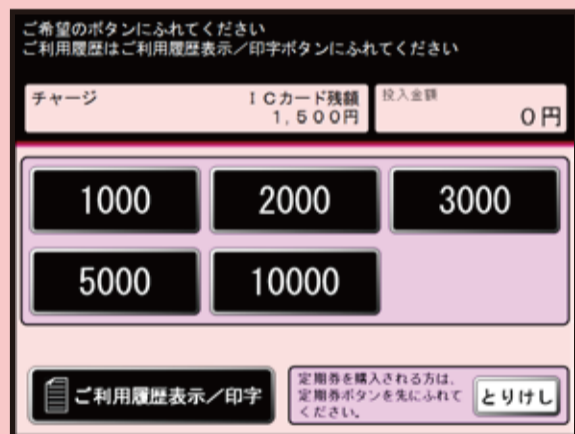 ご希望のボタンにふれてください
ご利用履歴はご利用履歴表示／印字ボタンにふれてください
チャージ
ＩＣカード残額
1,500円
投入金額
0円
1000
2000
3000
5000
10000
ご利用履歴表示／印字
定期券を購入される方は、
定期券ボタンを先にふれて
ください。
とりけし